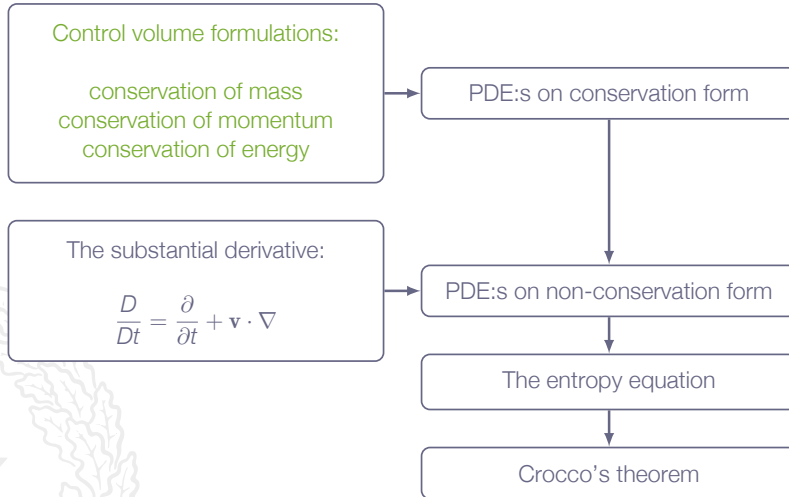 Control volume formulations:
conservation of mass
conservation of momentum
conservation of energy
PDE:s on conservation form
The substantial derivative:
D/Dt = ∂/∂t + v · ∇
PDE:s on non-conservation form
The entropy equation
Crocco's theorem